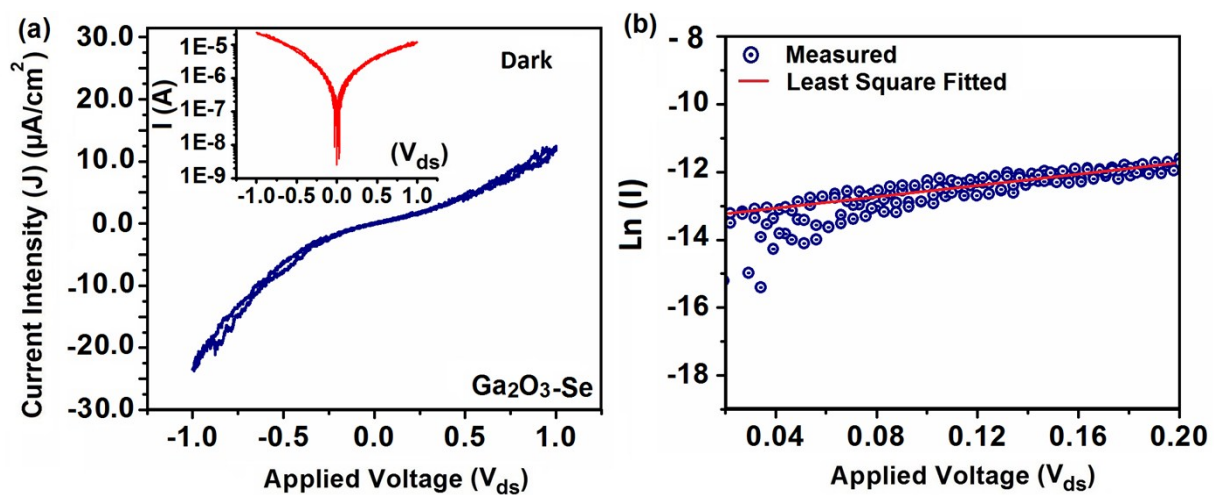 (a)
Current Intensity (J) (µA/cm²)
30.0
20.0
10.0
0.0
-10.0
-20.0
-30.0
-1.0
-0.5
0.0
0.5
1.0
Applied Voltage (Vds)
Dark
Ga₂O₃-Se
I (A)
1E-5
1E-6
1E-7
1E-8
1E-9
(Vds)
-1.0
-0.50
0.0
0.50
1.0
(b)
Ln (I)
- 8
-10
-12
-14
-16
-18
Measured
Least Square Fitted
0.04
0.08
0.12
0.16
0.20
Applied Voltage (Vds)